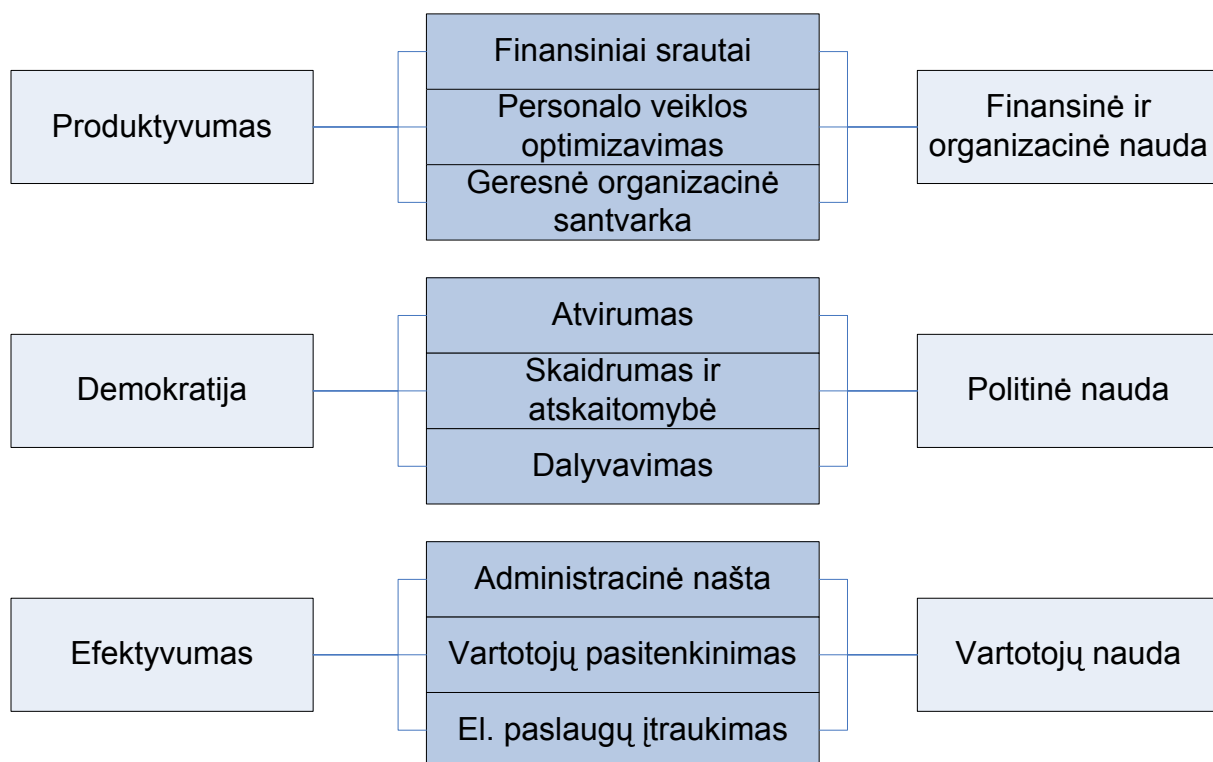 Produktyvumas
Finansiniai srautai
Personalo veiklos
optimizavimas
Geresnė organizacinė
santvarka
Finansinė ir
organizacinė nauda
Demokratija
Atvirumas
Skaidrumas ir
atskaitomybė
Dalyvavimas
Politinė nauda
Efektyvumas
Administracinė našta
Vartotojų pasitenkinimas
El. paslaugų įtraukimas
Vartotojų nauda